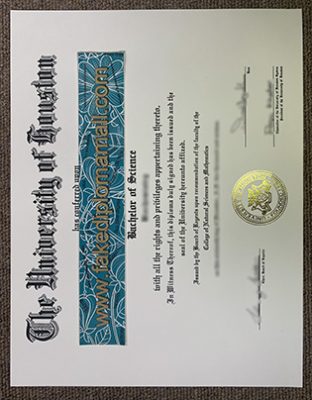 The University of Houston
has conferred upon
www.fakediplomamall.com
Bachelor of Science
with all the rights and privileges appertaining thereto.
In Witness Thereof, this diploma duly signed has been issued and the
seal of the University hereunto affixed.
Issued by the Board of Regents upon recommendation of the faculty of the
College of Natural Sciences and Mathematics